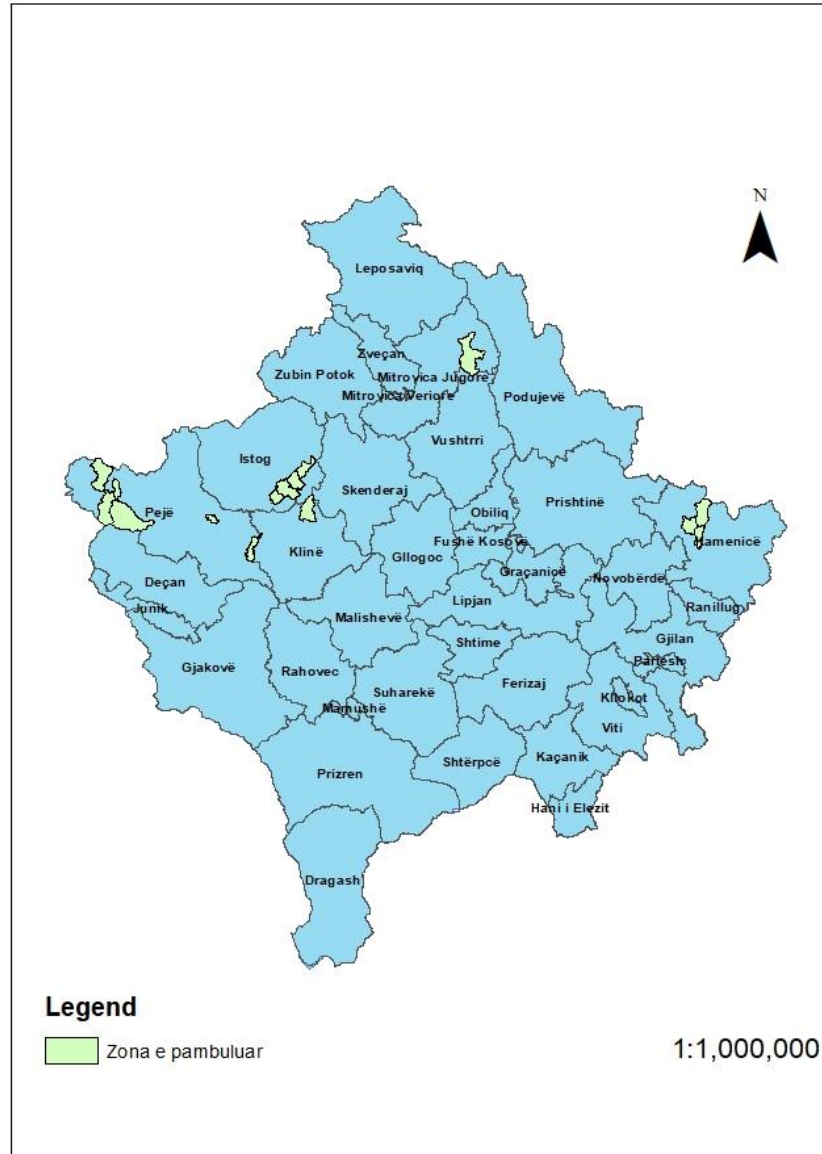 N
Leposaviq
Zveçan
Zubin Potok
Mitrovica Jugore
Mitrovica Veriore
Podujevë
Vushtrri
Istog
Skenderaj
Prishtinë
Obiliq
Pejë
Fushë Kosovë
Kamenicë
Klinë
Gllogoc
Graçanicë
Novobërdë
Deçan
Junik
Lipjan
Ranillug
Malishevë
Gjilan
Shtime
Partesin
Gjakovë
Rahovec
Suharekë
Ferizaj
Kllokot
Mamushë
Viti
Shtërpcë
Kaçanik
Prizren
Hani i Elezit
Dragash
Legend
Zona e pambuluar
1:1,000,000